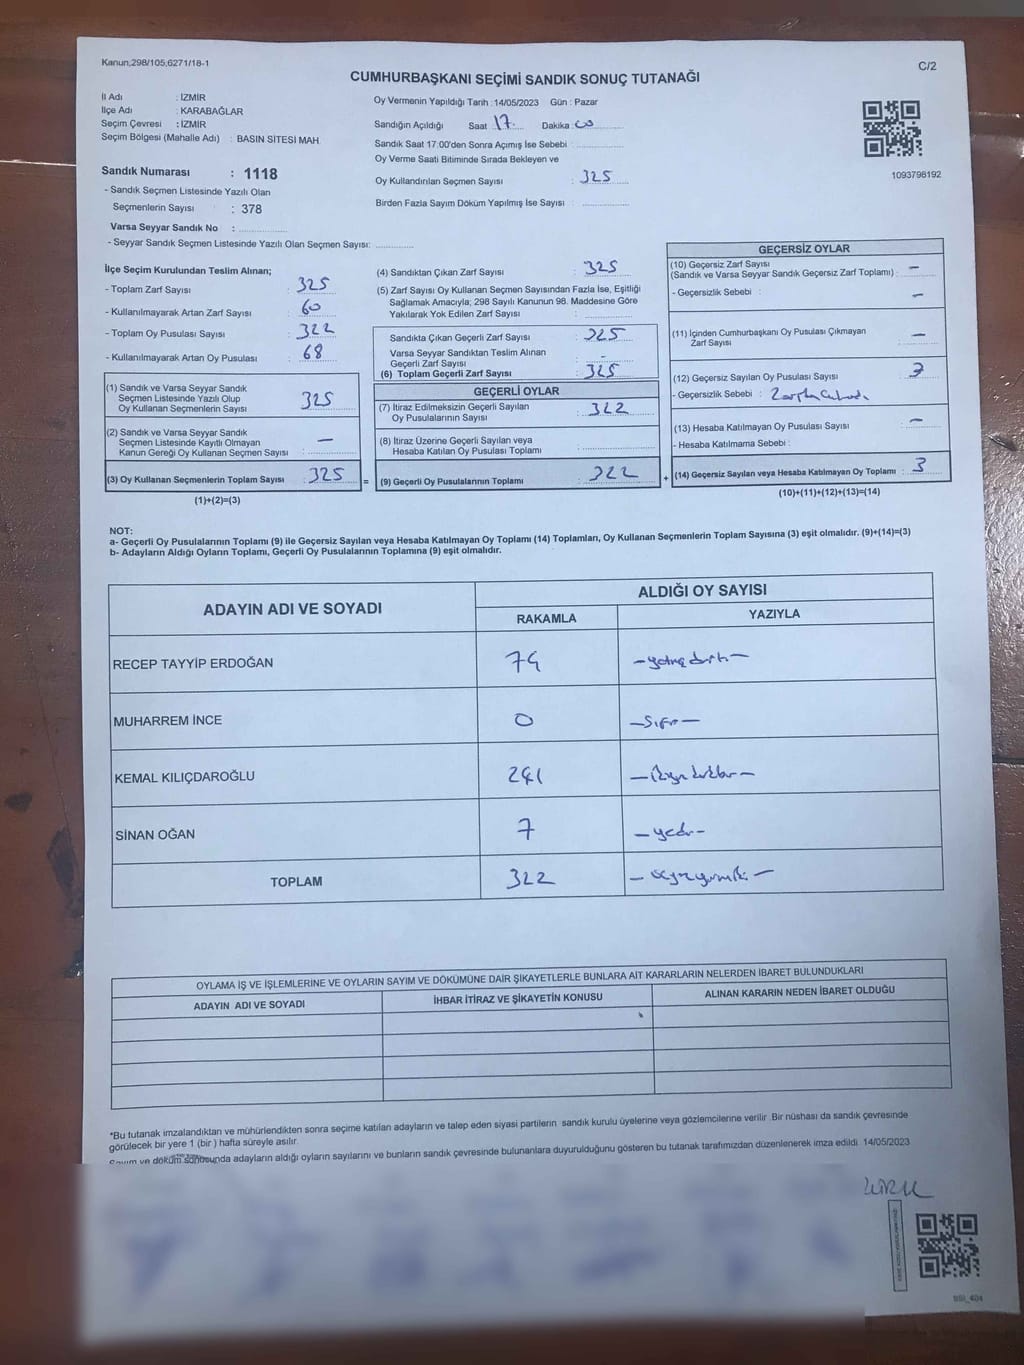 Kanun,298/105;6271/18-1
C/2
CUMHURBAŞKANI SEÇİMİ SANDIK SONUÇ TUTANAĞI
İl Adı : İZMİR
İlçe Adı : KARABAĞLAR
Seçim Çevresi : İZMİR
Seçim Bölgesi (Mahalle Adı) : BASIN SİTESİ MAH
Sandık Numarası : 1118
- Sandık Seçmen Listesinde Yazılı Olan
Seçmenlerin Sayısı : 378
Varsa Seyyar Sandık No :
- Seyyar Sandık Seçmen Listesinde Yazılı Olan Seçmen Sayısı:
Oy Vermenin Yapıldığı Tarih : 14/05/2023 Gün : Pazar
Sandığın Açıldığı Saat 17 Dakika : 00
Sandık Saat 17.00'den Sonra Açımış İse Sebebi :
Oy Verme Saati Bitiminde Sırada Bekleyen ve
Oy Kullandırılan Seçmen Sayısı : 325
Birden Fazla Sayım Döküm Yapılmış İse Sayısı :
1093798192
İlçe Seçim Kurulundan Teslim Alınan;
- Toplam Zarf Sayısı : 325
- Kullanılmayarak Artan Zarf Sayısı : 60
- Toplam Oy Pusulası Sayısı : 322
- Kullanılmayarak Artan Oy Pusulası : 68
(1) Sandık ve Varsa Seyyar Sandık
Seçmen Listesinde Yazılı Olup
Oy Kullanan Seçmenlerin Sayısı : 325
(2) Sandık ve Varsa Seyyar Sandık
Seçmen Listesinde Kayıtlı Olmayan
Kanun Gereği Oy Kullanan Seçmen Sayısı : —
(3) Oy Kullanan Seçmenlerin Toplam Sayısı : 325
(1)+(2)=(3)
=
(4) Sandıktan Çıkan Zarf Sayısı : 325
(5) Zarf Sayısı Oy Kullanan Seçmen Sayısından Fazla İse, Eşitliği
Sağlamak Amacıyla; 298 Sayılı Kanunun 98. Maddesine Göre
Yakılarak Yok Edilen Zarf Sayısı :
Sandıkta Çıkan Geçerli Zarf Sayısı : 325
Varsa Seyyar Sandıktan Teslim Alınan
Geçerli Zarf Sayısı : -
(6) Toplam Geçerli Zarf Sayısı : 325
GEÇERLİ OYLAR
(7) İtiraz Edilmeksizin Geçerli Sayılan
Oy Pusulalarının Sayısı : 322
(8) İtiraz Üzerine Geçerli Sayılan veya
Hesaba Katılan Oy Pusulası Toplamı :
(9) Geçerli Oy Pusulalarının Toplamı : 322
+
GEÇERSİZ OYLAR
(10) Geçersiz Zarf Sayısı
(Sandık ve Varsa Seyyar Sandık Geçersiz Zarf Toplamı) : —
- Geçersizlik Sebebi : —
(11) İçinden Cumhurbaşkanı Oy Pusulası Çıkmayan
Zarf Sayısı : —
(12) Geçersiz Sayılan Oy Pusulası Sayısı : 3
- Geçersizlik Sebebi :
(13) Hesaba Katılmayan Oy Pusulası Sayısı : —
- Hesaba Katılmama Sebebi :
(14) Geçersiz Sayılan veya Hesaba Katılmayan Oy Toplamı : 3
(10)+(11)+(12)+(13)=(14)
NOT:
a- Geçerli Oy Pusulalarının Toplamı (9) ile Geçersiz Sayılan veya Hesaba Katılmayan Oy Toplamı (14) Toplamları, Oy Kullanan Seçmenlerin Toplam Sayısına (3) eşit olmalıdır. (9)+(14)=(3)
b- Adayların Aldığı Oyların Toplamı, Geçerli Oy Pusulalarının Toplamına (9) eşit olmalıdır.
ADAYIN ADI VE SOYADI
ALDIĞI OY SAYISI
RAKAMLA
YAZIYLA
RECEP TAYYİP ERDOĞAN 74 —yetmişdört—
MUHARREM İNCE 0 —Sıfır—
KEMAL KILIÇDAROĞLU 241
SİNAN OĞAN 7 —yedi—
TOPLAM 322 — üçyüzyirmiiki —
OYLAMA İŞ VE İŞLEMLERİNE VE OYLARIN SAYIM VE DÖKÜMÜNE DAİR ŞİKAYETLERLE BUNLARA AİT KARARLARIN NELERDEN İBARET BULUNDUKLARI
ADAYIN ADI VE SOYADI
İHBAR İTİRAZ VE ŞİKAYETİN KONUSU
ALINAN KARARIN NEDEN İBARET OLDUĞU
*Bu tutanak imzalandıktan ve mühürlendikten sonra seçime katılan adayların ve talep eden siyasi partilerin sandık kurulu üyelerine veya gözlemcilerine verilir .Bir nüshası da sandık çevresinde
görülecek bir yere 1 (bir ) hafta süreyle asılır.
Sayım ve döküm sonucunda adayların aldığı oyların sayılarını ve bunların sandık çevresinde bulunanlara duyurulduğunu gösteren bu tutanak tarafımızdan düzenlenerek imza edildi. 14/05/2023